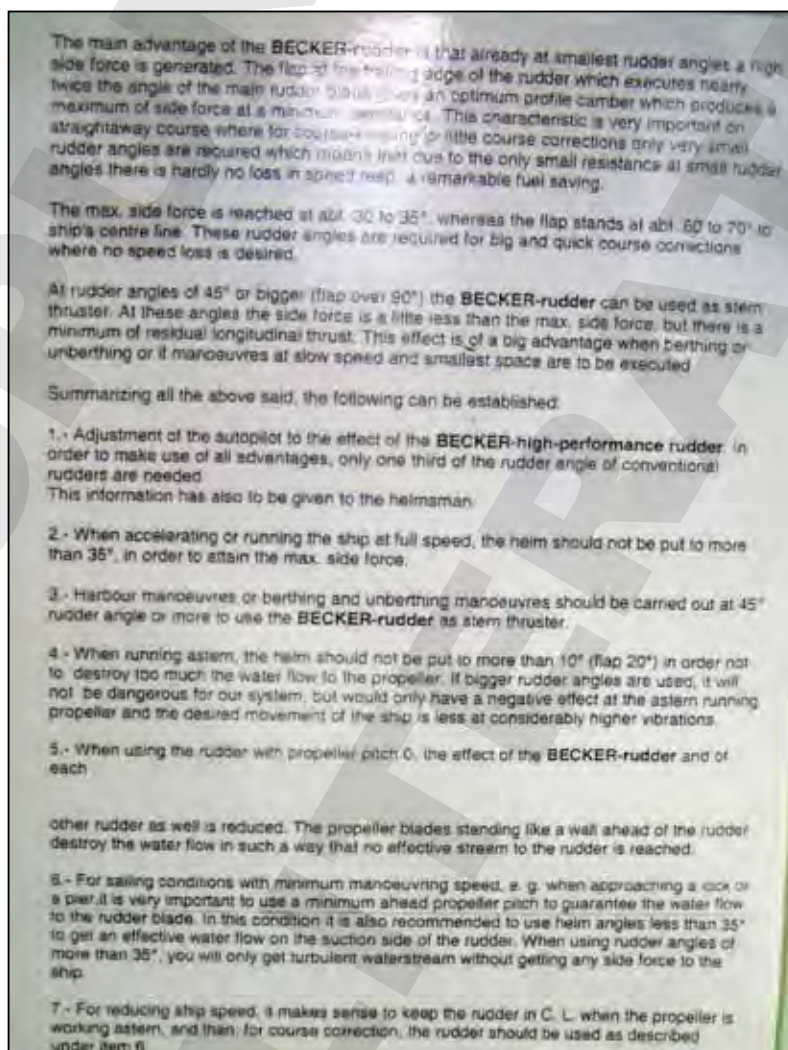 The main advantage of the BECKER-rudder is that already at smallest rudder angles a high
side force is generated. The flap at the trailing edge of the rudder which executes nearly
twice the angle of the main rudder blade gives an optimum profile camber which produces a
maximum of side force at a minimum resistance. This characteristic is very important on
straightaway course where for course-keeping or little course corrections only very small
rudder angles are required which means that due to the only small resistance at small rudder
angles there is hardly no loss in speed resp. a remarkable fuel saving.
The max. side force is reached at abt. 30 to 35°, whereas the flap stands at abt. 60 to 70° to
ship's centre line. These rudder angles are required for big and quick course corrections
where no speed loss is desired.
At rudder angles of 45° or bigger (flap over 90°) the BECKER-rudder can be used as stern
thruster. At these angles the side force is a little less than the max. side force, but there is a
minimum of residual longitudinal thrust. This effect is of a big advantage when berthing or
unberthing or if manoeuvres at slow speed and smallest space are to be executed
Summarizing all the above said, the following can be established:
1.- Adjustment of the autopilot to the effect of the BECKER-high-performance rudder. In
order to make use of all advantages, only one third of the rudder angle of conventional
rudders are needed
This information has also to be given to the helmsman
2.- When accelerating or running the ship at full speed, the helm should not be put to more
than 35°, in order to attain the max. side force.
3.- Harbour manoeuvres or berthing and unberthing manoeuvres should be carried out at 45°
rudder angle or more to use the BECKER-rudder as stern thruster.
4.- When running astern, the helm should not be put to more than 10° (flap 20°) in order not
to destroy too much the water flow to the propeller. If bigger rudder angles are used, it will
not be dangerous for our system, but would only have a negative effect at the astern running
propeller and the desired movement of the ship is less at considerably higher vibrations
5.- When using the rudder with propeller pitch 0, the effect of the BECKER-rudder and of
each
other rudder as well is reduced. The propeller blades standing like a wall ahead of the rudder
destroy the water flow in such a way that no effective stream to the rudder is reached.
6.- For sailing conditions with minimum manoeuvring speed, e. g. when approaching a lock or
a pier,it is very important to use a minimum ahead propeller pitch to guarantee the water flow
to the rudder blade. In this condition it is also recommended to use helm angles less than 35°
to get an effective water flow on the suction side of the rudder. When using rudder angles of
more than 35°, you will only get turbulent waterstream without getting any side force to the
ship.
7.- For reducing ship speed, it makes sense to keep the rudder in C. L. when the propeller is
working astern, and then, for course correction, the rudder should be used as described
under item 6